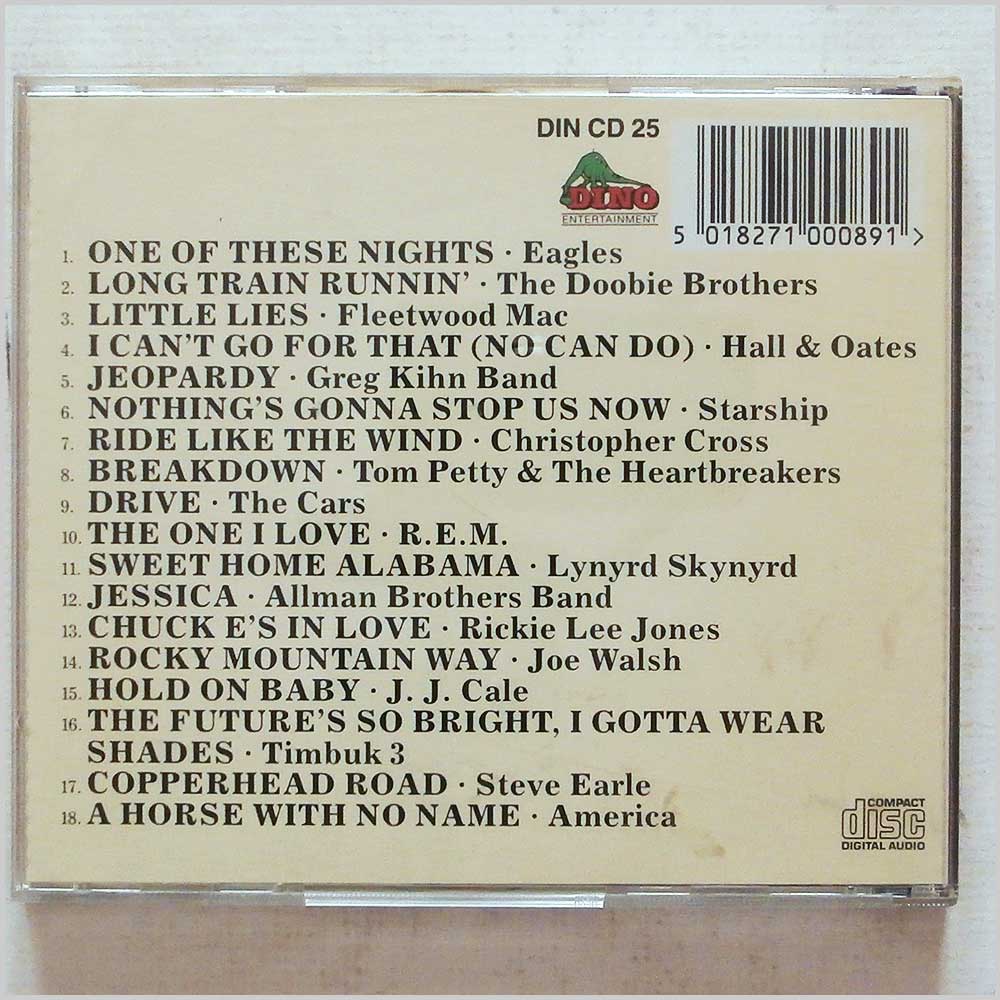 DIN CD 25
DINO
ENTERTAINMENT
5 018271 000891 >
1. ONE OF THESE NIGHTS · Eagles
2. LONG TRAIN RUNNIN' · The Doobie Brothers
3. LITTLE LIES · Fleetwood Mac
4. I CAN'T GO FOR THAT (NO CAN DO) · Hall & Oates
5. JEOPARDY · Greg Kihn Band
6. NOTHING'S GONNA STOP US NOW · Starship
7. RIDE LIKE THE WIND · Christopher Cross
8. BREAKDOWN · Tom Petty & The Heartbreakers
9. DRIVE · The Cars
10. THE ONE I LOVE · R.E.M.
11. SWEET HOME ALABAMA · Lynyrd Skynyrd
12. JESSICA · Allman Brothers Band
13. CHUCK E'S IN LOVE · Rickie Lee Jones
14. ROCKY MOUNTAIN WAY · Joe Walsh
15. HOLD ON BABY · J. J. Cale
16. THE FUTURE'S SO BRIGHT, I GOTTA WEAR
SHADES · Timbuk 3
17. COPPERHEAD ROAD · Steve Earle
18. A HORSE WITH NO NAME · America
COMPACT
disc
DIGITAL AUDIO